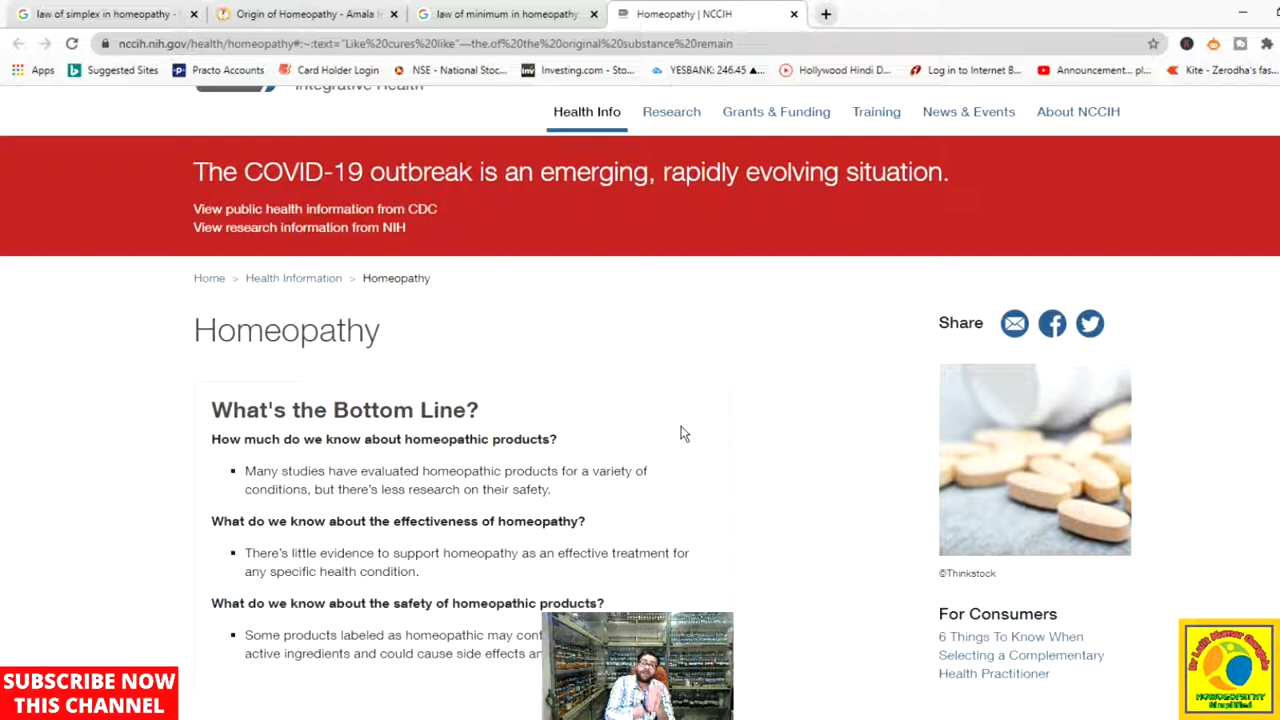 law of simplex in homeopathy -
Origin of Homeopathy - Amala
law of minimum in homeopathy
Homeopathy | NCCIH
nccih.nih.gov/health/homeopathy#:~:text="Like%20cures%20like"—the.of%20the%20original%20substance%20remain
Apps
Suggested Sites
Practo Accounts
Card Holder Login
NSE - National Stoc...
Investing.com - Sto...
YESBANK: 246.45 ▲...
Hollywood Hindi D...
Log in to Internet B...
Announcement... pl...
Kite - Zerodha's fas...
Integrative Health
Health Info
Research
Grants & Funding
Training
News & Events
About NCCIH
The COVID-19 outbreak is an emerging, rapidly evolving situation.
View public health information from CDC
View research information from NIH
Home > Health Information > Homeopathy
Homeopathy
Share
What's the Bottom Line?
How much do we know about homeopathic products?
▪ Many studies have evaluated homeopathic products for a variety of
conditions, but there's less research on their safety.
What do we know about the effectiveness of homeopathy?
▪ There's little evidence to support homeopathy as an effective treatment for
any specific health condition.
What do we know about the safety of homeopathic products?
▪ Some products labeled as homeopathic may
active ingredients and could cause side effects
©Thinkstock
For Consumers
6 Things To Know When
Selecting a Complementary
Health Practitioner
SUBSCRIBE NOW
THIS CHANNEL
HOMOEOPATHY
Simplified